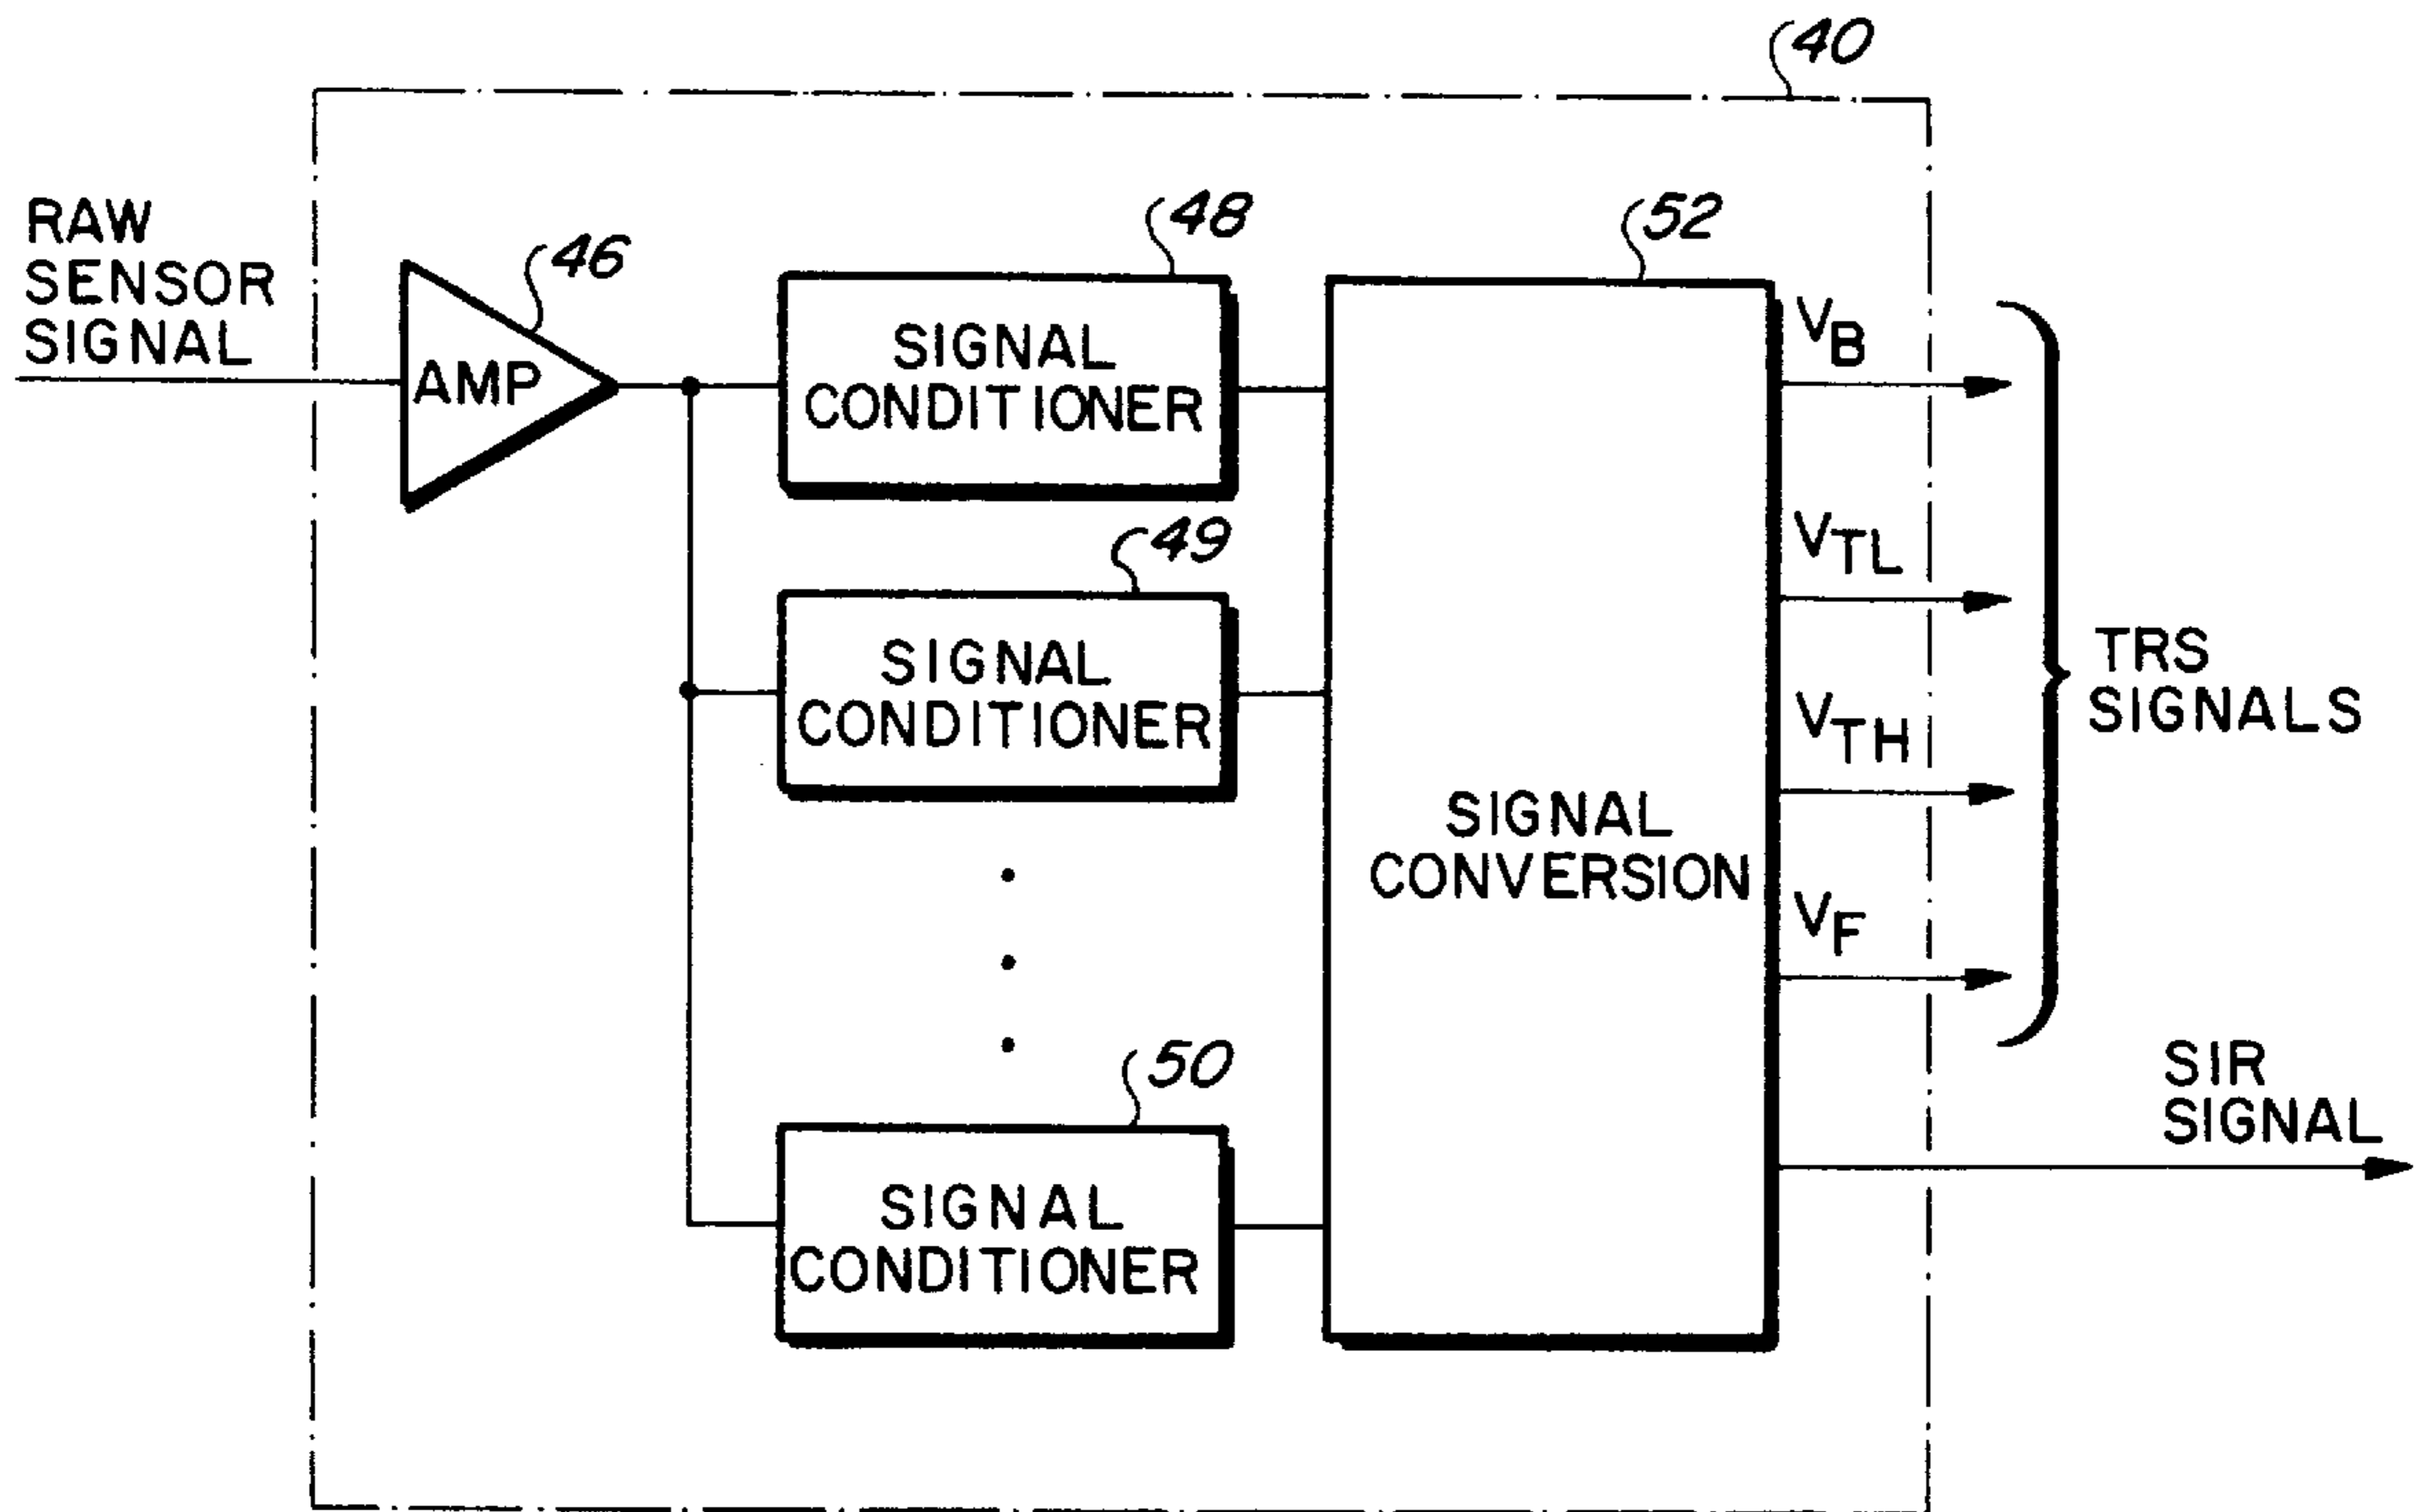 40
RAW
SENSOR
SIGNAL
46
AMP
48
SIGNAL
CONDITIONER
49
SIGNAL
CONDITIONER
50
SIGNAL
CONDITIONER
52
SIGNAL
CONVERSION
VB
VTL
VTH
VF
TRS
SIGNALS
SIR
SIGNAL